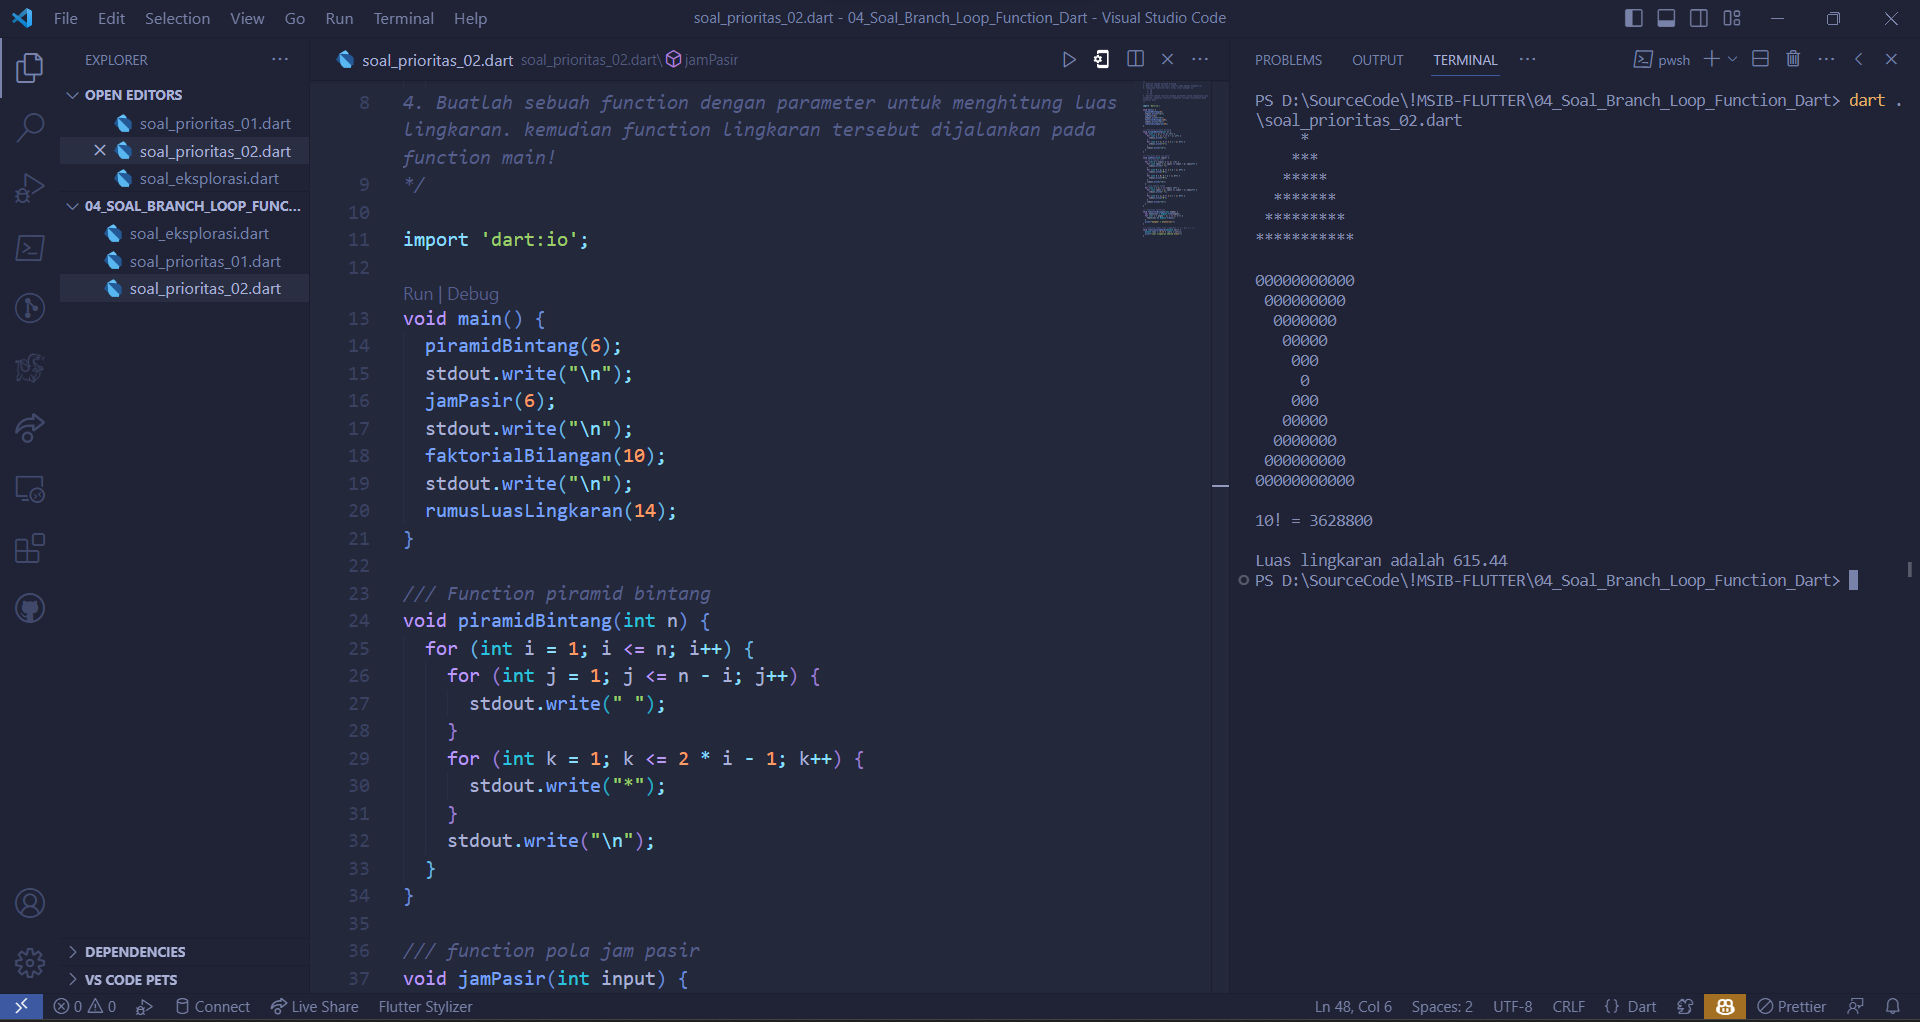 File Edit Selection View Go Run Terminal Help
soal_prioritas_02.dart - 04_Soal_Branch_Loop_Function_Dart - Visual Studio Code
EXPLORER
OPEN EDITORS
soal_prioritas_01.dart
soal_prioritas_02.dart
soal_eksplorasi.dart
04_SOAL_BRANCH_LOOP_FUNC...
soal_eksplorasi.dart
soal_prioritas_01.dart
soal_prioritas_02.dart
DEPENDENCIES
VS CODE PETS
soal_prioritas_02.dart soal_prioritas_02.dart\ jamPasir
8 4. Buatlah sebuah function dengan parameter untuk menghitung luas
lingkaran. kemudian function lingkaran tersebut dijalankan pada
function main!
9 */
10
11 import 'dart:io';
12
Run | Debug
13 void main() {
14 piramidBintang(6);
15 stdout.write("\n");
16 jamPasir(6);
17 stdout.write("\n");
18 faktorialBilangan(10);
19 stdout.write("\n");
20 rumusLuasLingkaran(14);
21 }
22
23 /// Function piramid bintang
24 void piramidBintang(int n) {
25 for (int i = 1; i <= n; i++) {
26 for (int j = 1; j <= n - i; j++) {
27 stdout.write(" ");
28 }
29 for (int k = 1; k <= 2 * i - 1; k++) {
30 stdout.write("*");
31 }
32 stdout.write("\n");
33 }
34 }
35
36 /// function pola jam pasir
37 void jamPasir(int input) {
PROBLEMS OUTPUT TERMINAL ···
pwsh
PS D:\SourceCode\!MSIB-FLUTTER\04_Soal_Branch_Loop_Function_Dart> dart .
\soal_prioritas_02.dart
*
***
*****
*******
*********
***********
00000000000
000000000
0000000
00000
000
0
000
00000
0000000
000000000
00000000000
10! = 3628800
Luas lingkaran adalah 615.44
PS D:\SourceCode\!MSIB-FLUTTER\04_Soal_Branch_Loop_Function_Dart>
0 0 Connect Live Share Flutter Stylizer
Ln 48, Col 6 Spaces: 2 UTF-8 CRLF {} Dart Prettier